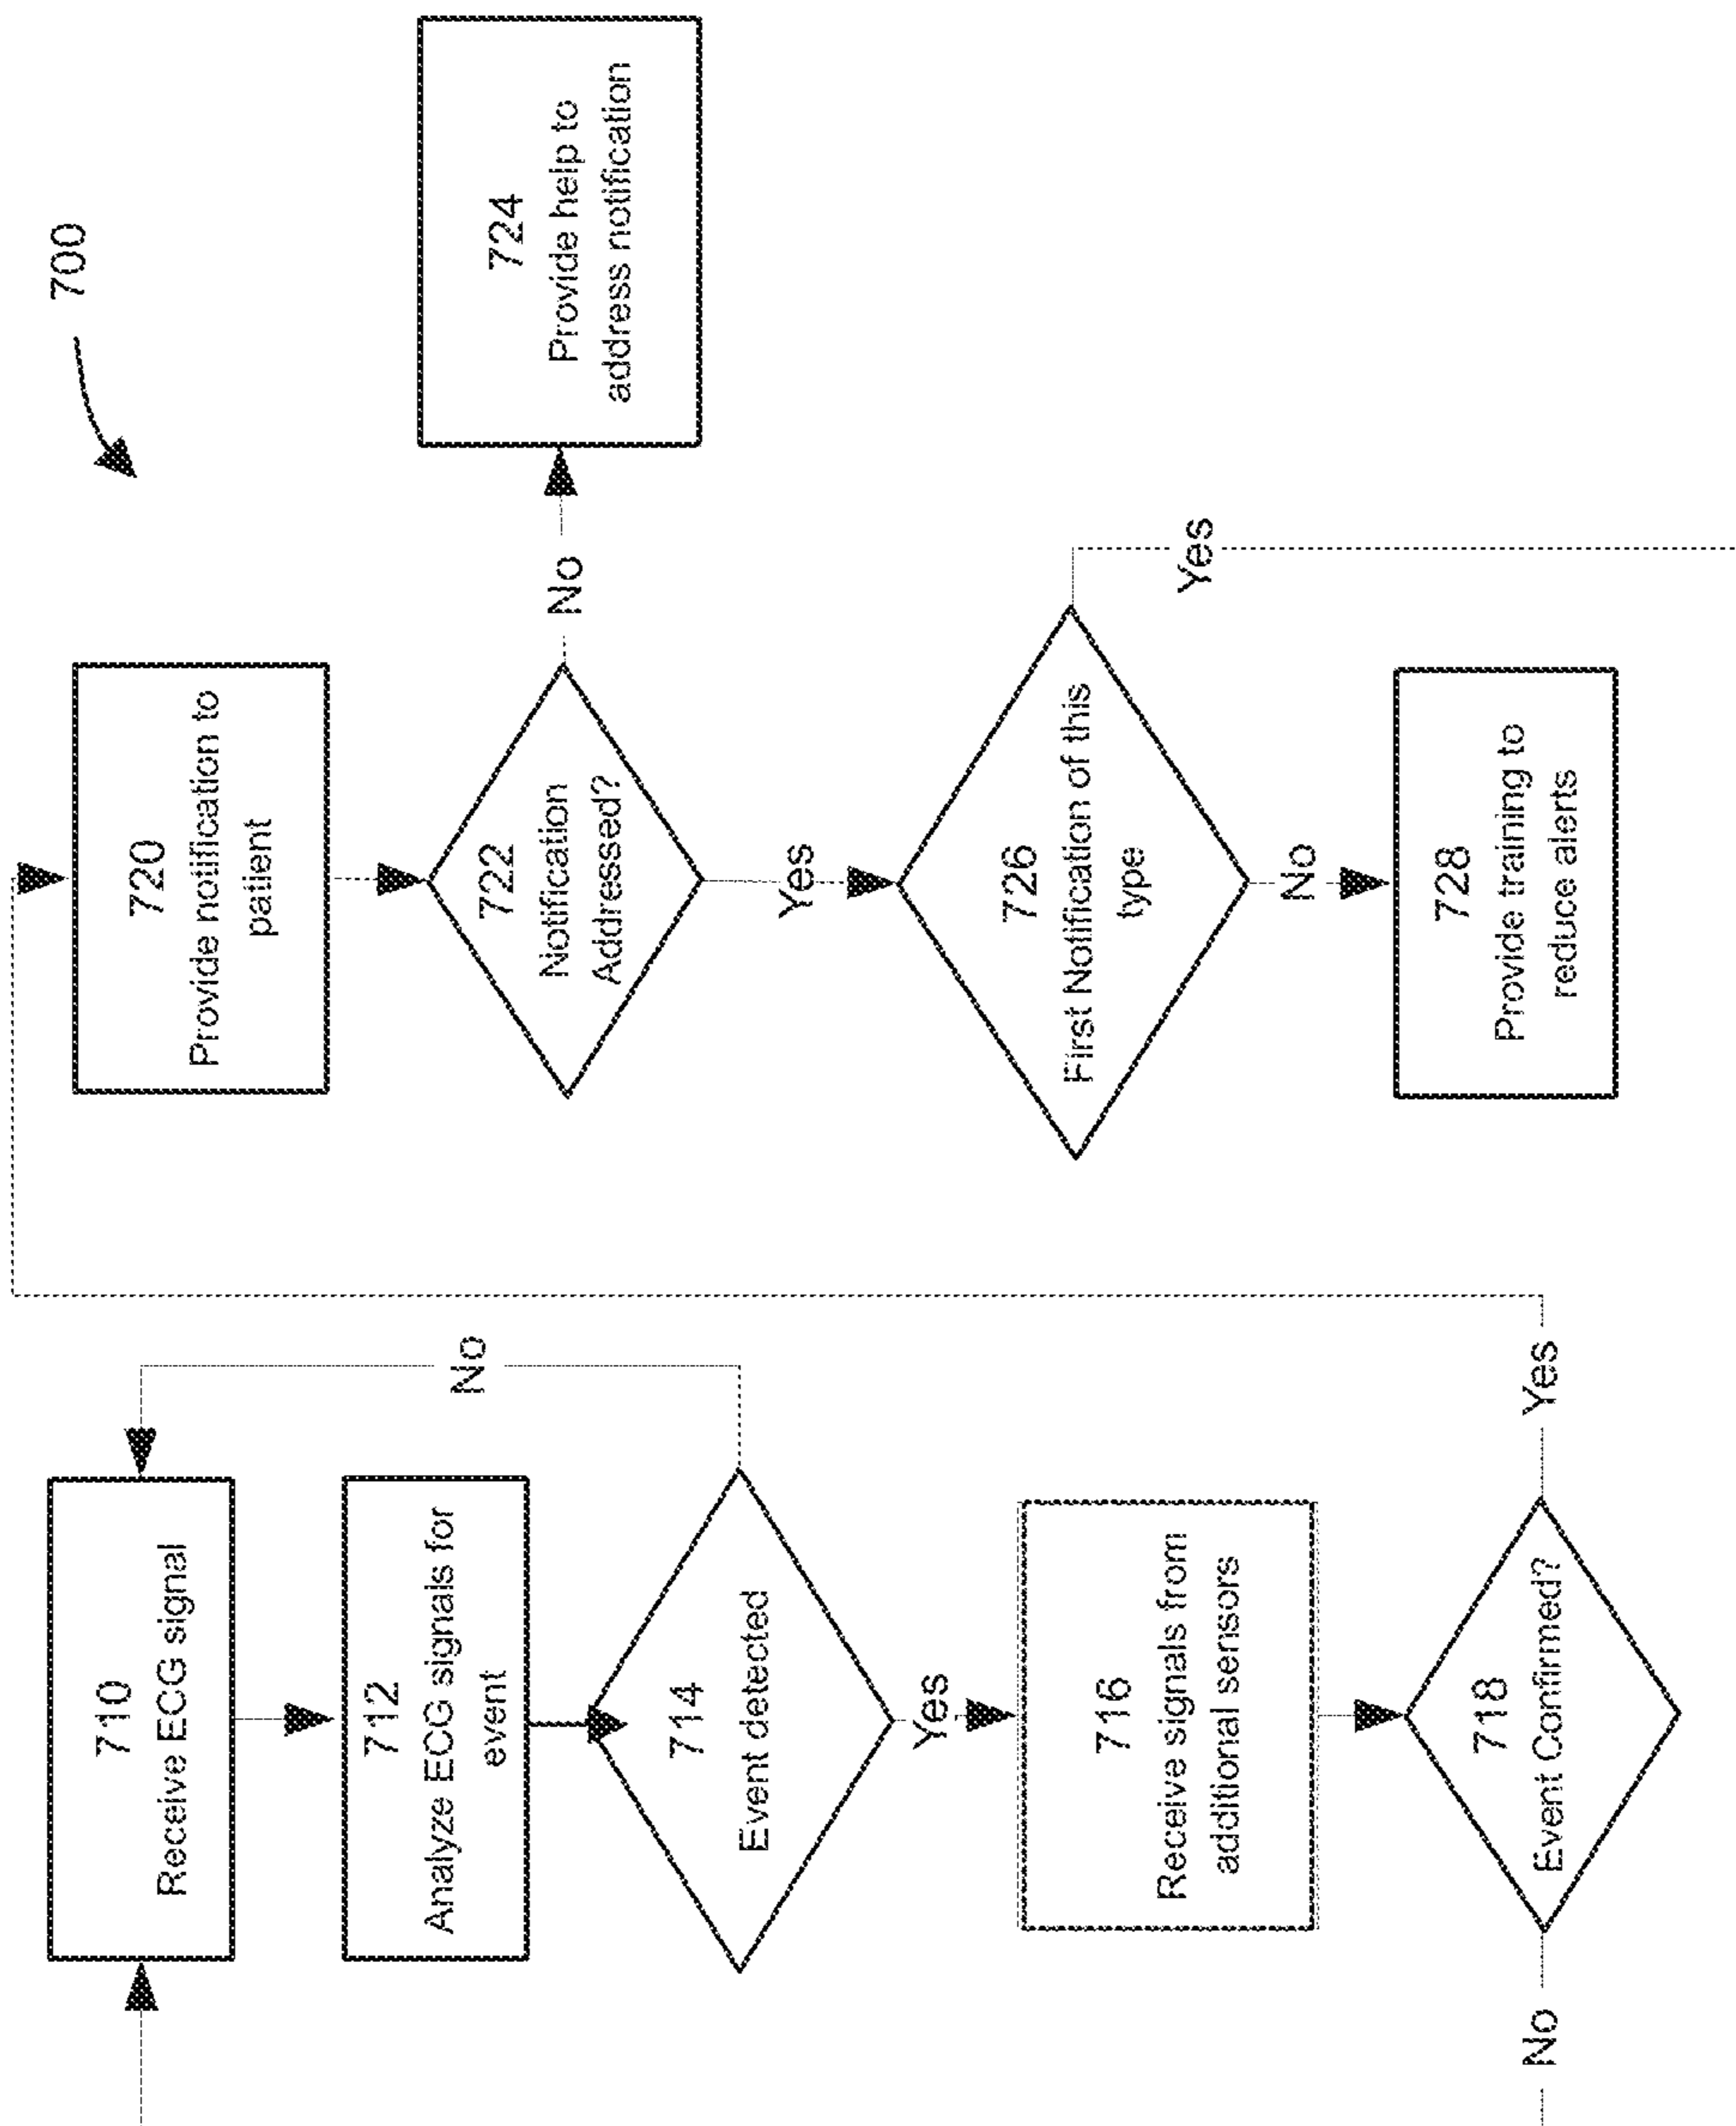 700
710
Receive ECG signal
712
Analyze ECG signals for
event
714
Event detected
No
Yes
716
Receive signals from
additional sensors
718
Event Confirmed?
No
Yes
720
Provide notification to
patient
722
Notification
Addressed?
No
724
Provide help to
address notification
Yes
726
First Notification of this
type
Yes
No
728
Provide training to
reduce alerts